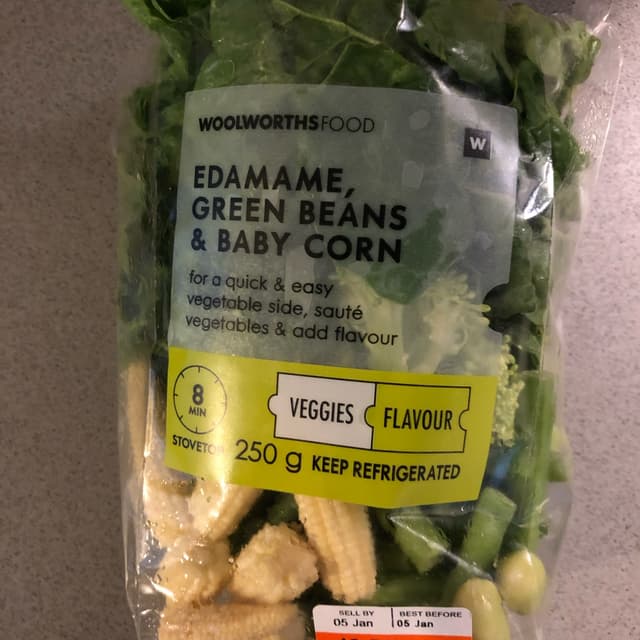 WOOLWORTHSFOOD
W
EDAMAME,
GREEN BEANS
& BABY CORN
for a quick & easy
vegetable side, sauté
vegetables & add flavour
8
MIN
VEGGIES
FLAVOUR
250 g KEEP REFRIGERATED
SELL BY
05 Jan
BEST BEFORE
05 Jan